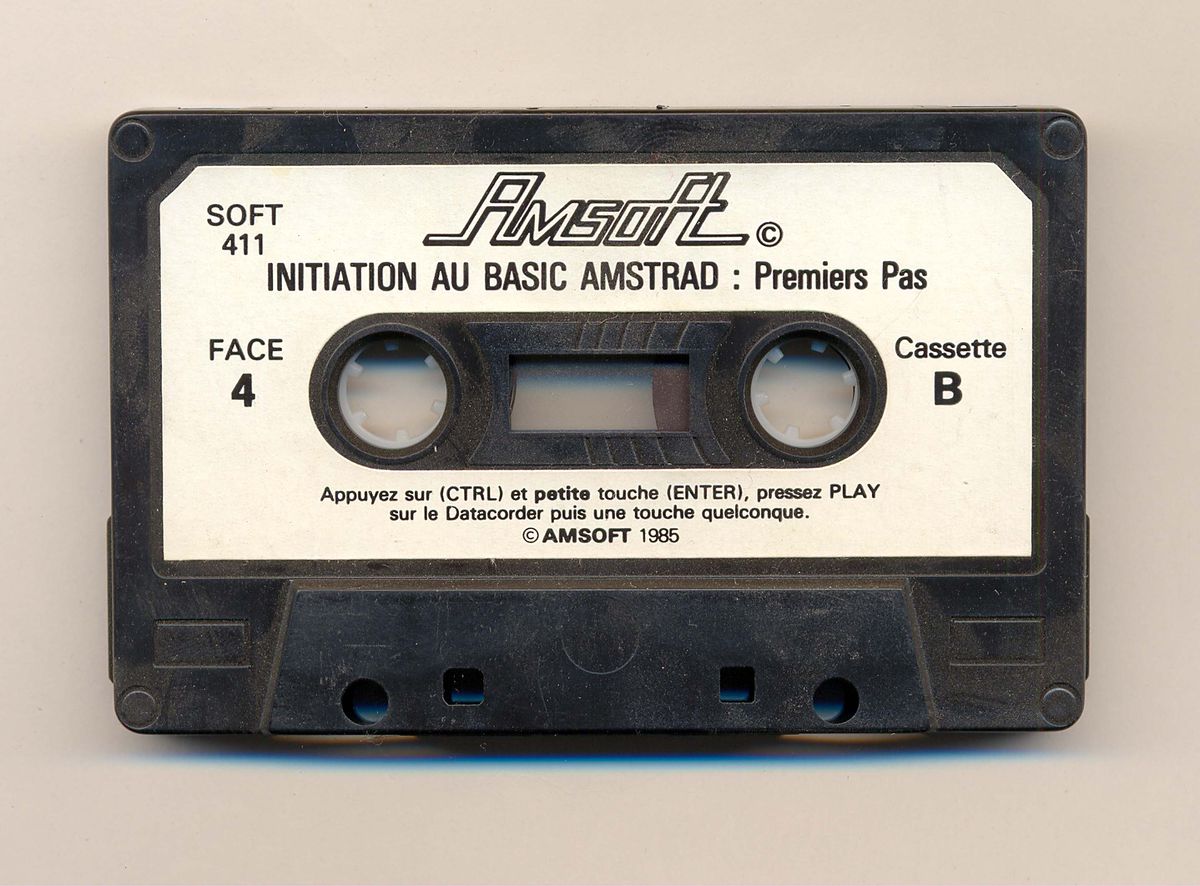 SOFT
411
Amsoft ©
INITIATION AU BASIC AMSTRAD : Premiers Pas
FACE
4
Cassette
B
Appuyez sur (CTRL) et petite touche (ENTER), pressez PLAY
sur le Datacorder puis une touche quelconque.
© AMSOFT 1985